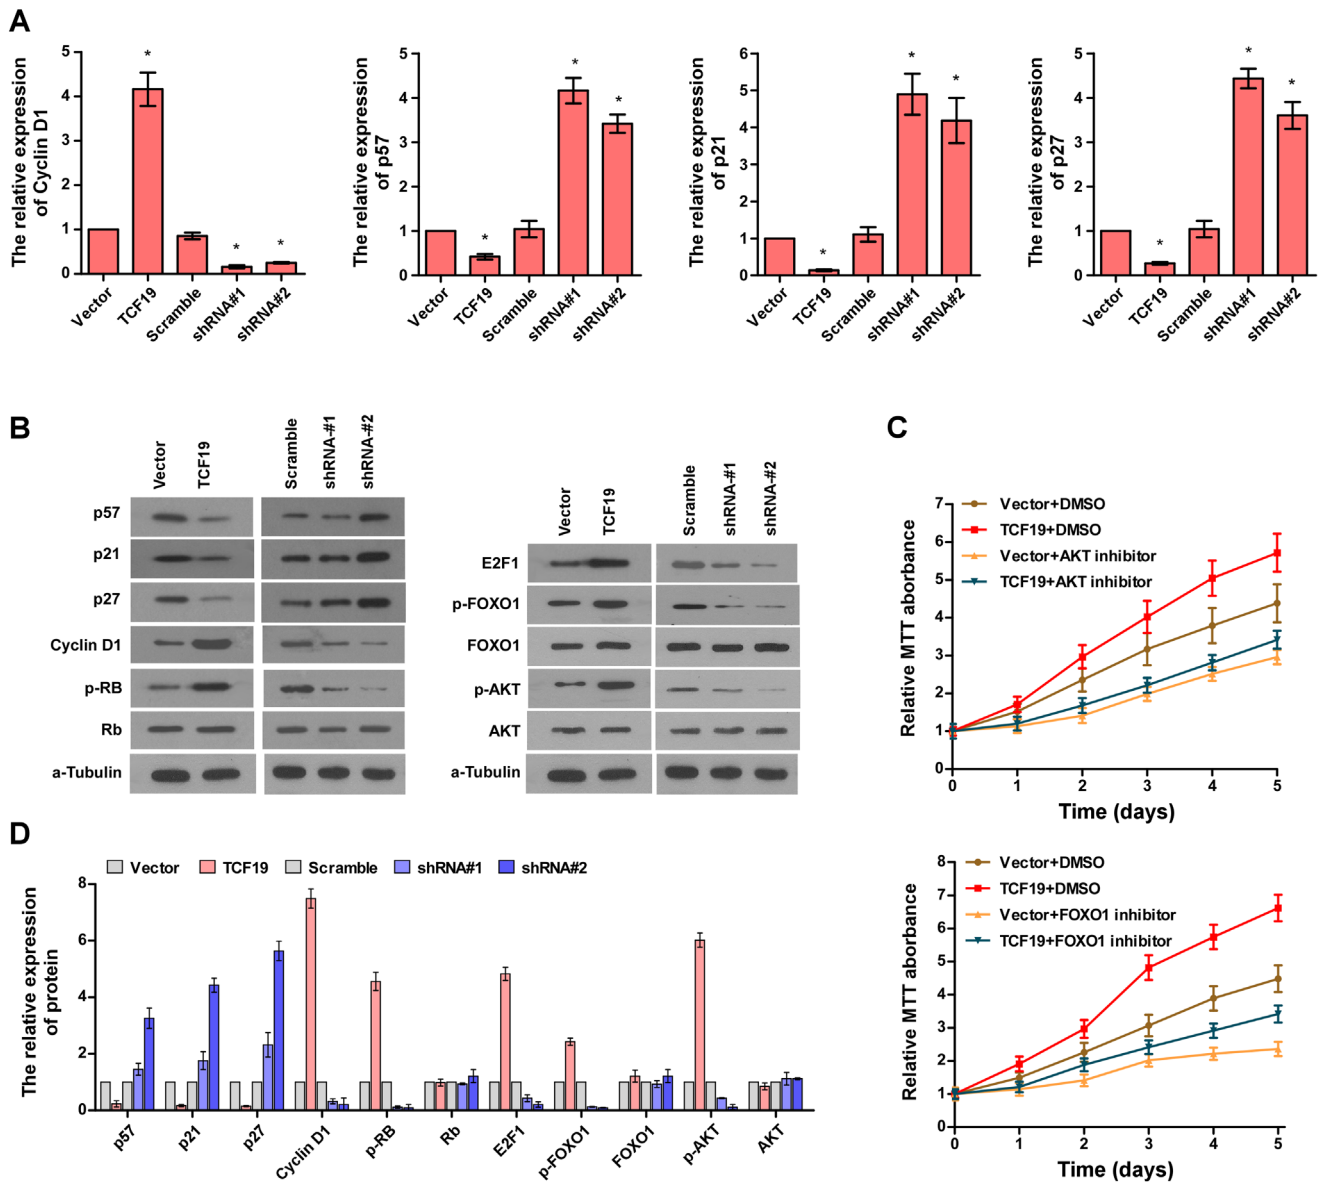 A
The relative expression
of Cyclin D1
5
4
3
2
1
0
*
*
*
Vector
TCF19
Scramble
shRNA#1
shRNA#2
The relative expression
of p57
5
4
3
2
1
0
*
*
*
Vector
TCF19
Scramble
shRNA#1
shRNA#2
The relative expression
of p21
6
5
4
3
2
1
0
*
*
*
Vector
TCF19
Scramble
shRNA#1
shRNA#2
The relative expression
of p27
5
4
3
2
1
0
*
*
*
Vector
TCF19
Scramble
shRNA#1
shRNA#2
B
Vector
TCF19
Scramble
shRNA-#1
shRNA-#2
p57
p21
p27
Cyclin D1
p-RB
Rb
a-Tubulin
Vector
TCF19
Scramble
shRNA-#1
shRNA-#2
E2F1
p-FOXO1
FOXO1
p-AKT
AKT
a-Tubulin
C
Relative MTT aborbance
7
6
5
4
3
2
1
0
Vector+DMSO
TCF19+DMSO
Vector+AKT inhibitor
TCF19+AKT inhibitor
0 1 2 3 4 5
Time (days)
Relative MTT aborbance
8
7
6
5
4
3
2
1
0
Vector+DMSO
TCF19+DMSO
Vector+FOXO1 inhibitor
TCF19+FOXO1 inhibitor
0 1 2 3 4 5
Time (days)
D
Vector TCF19 Scramble shRNA#1 shRNA#2
The relative expression
of protein
8
6
4
2
0
p57
p21
p27
Cyclin D1
p-RB
Rb
E2F1
p-FOXO1
FOXO1
p-AKT
AKT